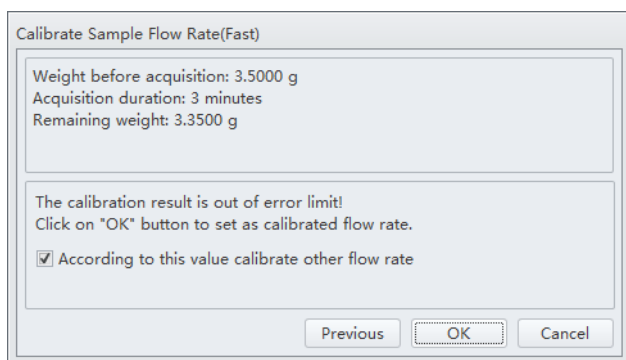 Calibrate Sample Flow Rate(Fast)
Weight before acquisition: 3.5000 g
Acquisition duration: 3 minutes
Remaining weight: 3.3500 g
The calibration result is out of error limit!
Click on "OK" button to set as calibrated flow rate.
According to this value calibrate other flow rate
Previous OK Cancel